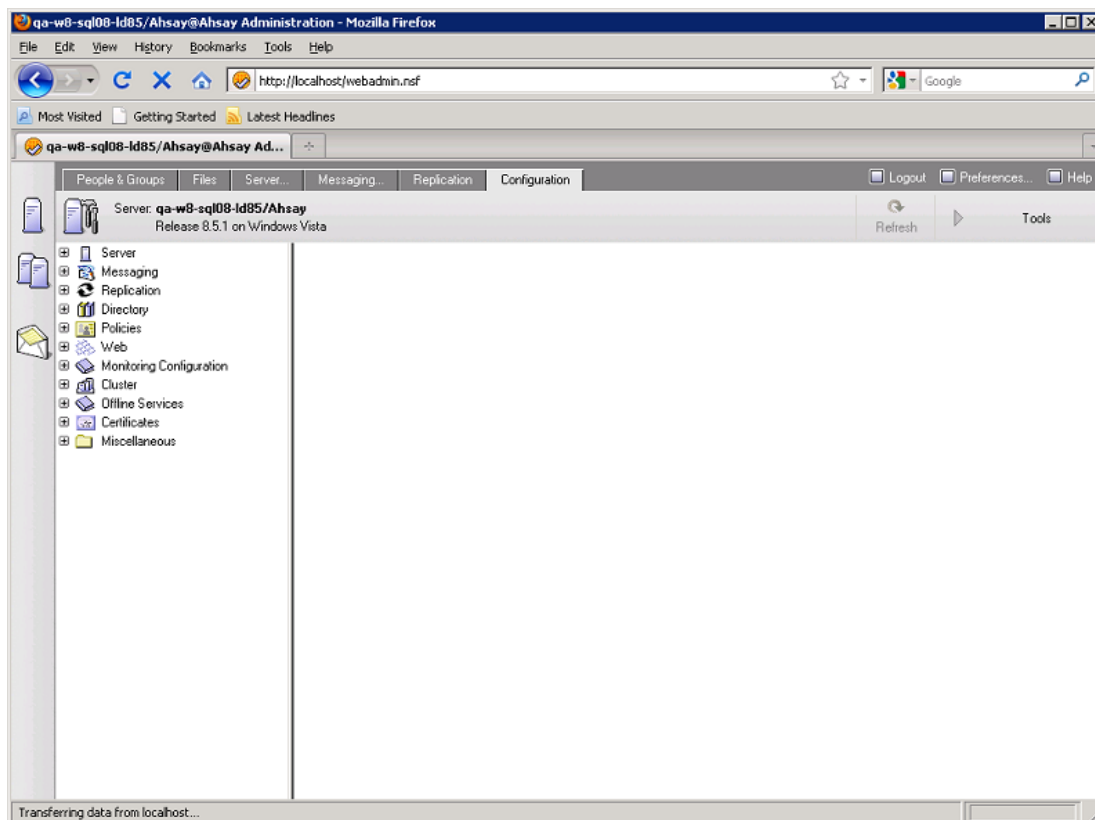 qa-w8-sql08-ld85/Ahsay@Ahsay Administration - Mozilla Firefox
File Edit View History Bookmarks Tools Help
http://localhost/webadmin.nsf Google
Most Visited Getting Started Latest Headlines
qa-w8-sql08-ld85/Ahsay@Ahsay Ad...
People & Groups Files Server... Messaging... Replication Configuration Logout Preferences... Help
Server: qa-w8-sql08-ld85/Ahsay
Release 8.5.1 on Windows Vista
Refresh Tools
Server
Messaging
Replication
Directory
Policies
Web
Monitoring Configuration
Cluster
Offline Services
Certificates
Miscellaneous
Transferring data from localhost...